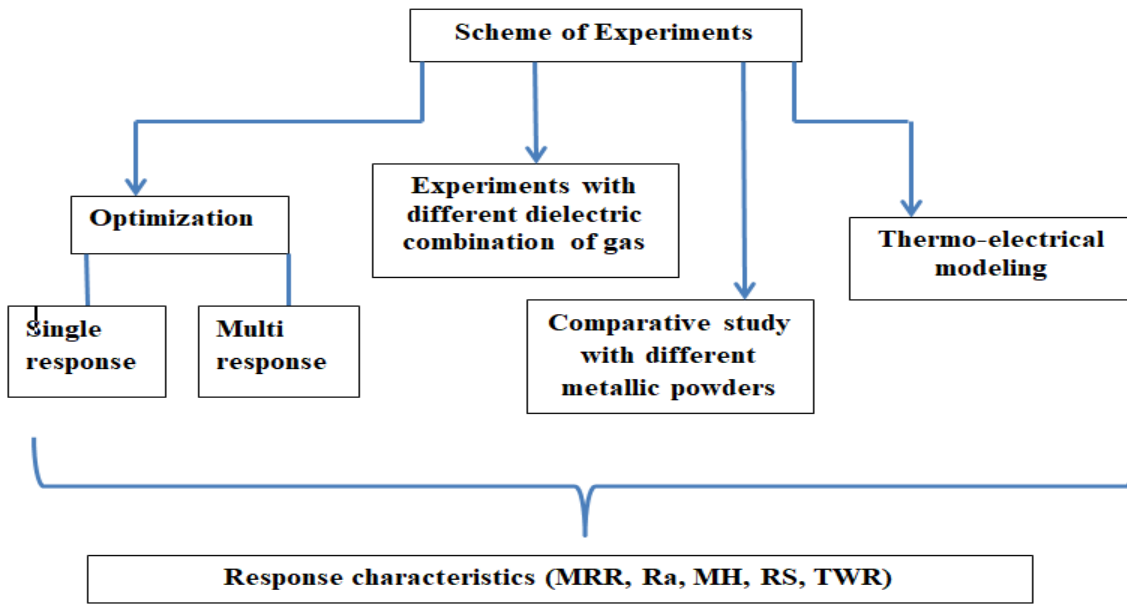 Scheme of Experiments
Optimization
Experiments with
different dielectric
combination of gas
Thermo-electrical
modeling
Single
response
Multi
response
Comparative study
with different
metallic powders
Response characteristics (MRR, Ra, MH, RS, TWR)